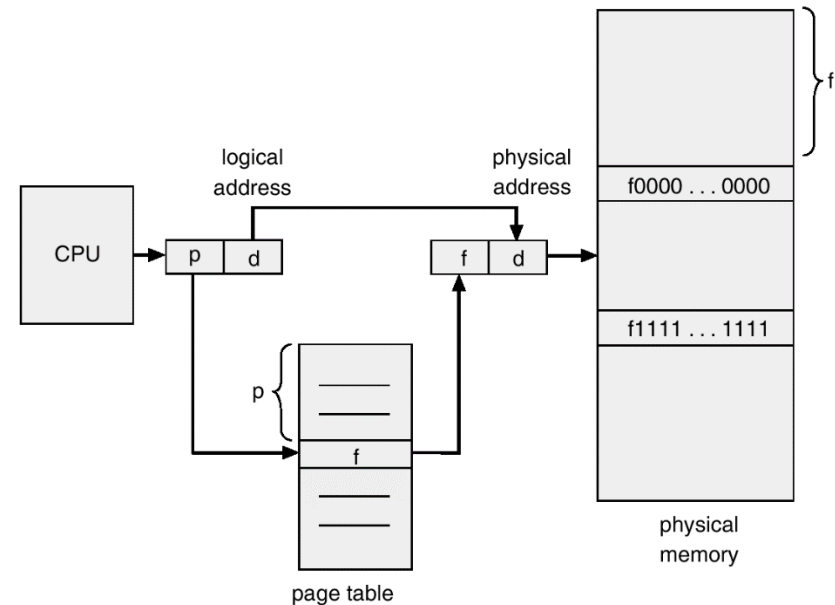 f
f0000 . . . 0000
logical
address
physical
address
CPU
p
d
f
d
f1111 . . . 1111
p
f
physical
memory
page table